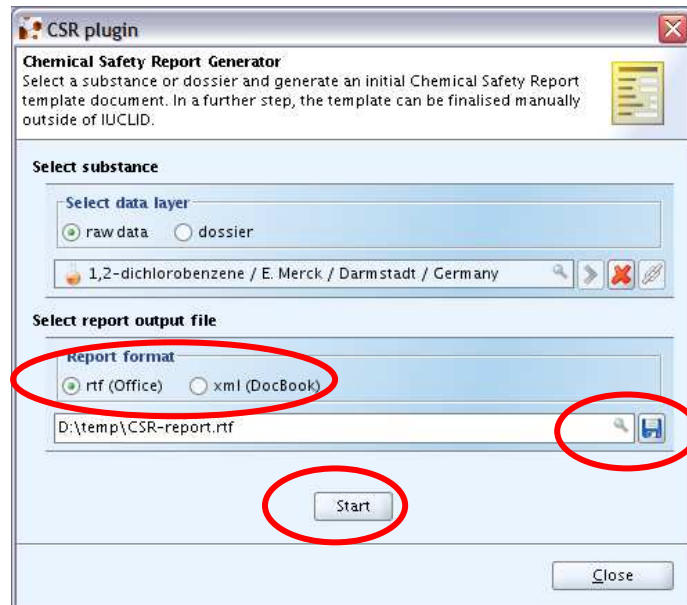 CSR plugin
Chemical Safety Report Generator
Select a substance or dossier and generate an initial Chemical Safety Report
template document. In a further step, the template can be finalised manually
outside of IUCLID.
Select substance
Select data layer
raw data dossier
1,2-dichlorobenzene / E. Merck / Darmstadt / Germany
Select report output file
Report format
rtf (Office) xml (DocBook)
D:\temp\CSR-report.rtf
Start
Close